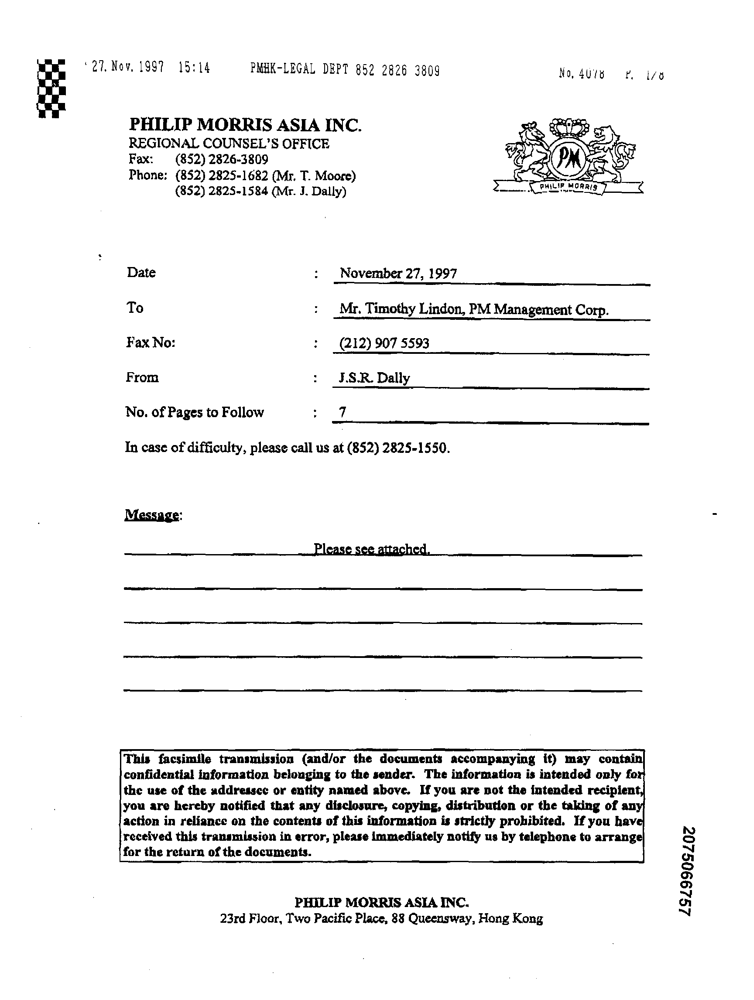 27. Nov. 1997 15:14 PMHK-LEGAL DEPT 852 2826 3809 No. 4078 P. 1/8
PHILIP MORRIS ASIA INC.
REGIONAL COUNSEL'S OFFICE
Fax: (852) 2826-3809
Phone: (852) 2825-1682 (Mr. T. Moore)
(852) 2825-1584 (Mr. J. Dally)
PM
PHILIP MORRIS
Date : November 27, 1997
To : Mr. Timothy Lindon, PM Management Corp.
Fax No: : (212) 907 5593
From : J.S.R. Dally
No. of Pages to Follow : 7
In case of difficulty, please call us at (852) 2825-1550.
Message:
Please see attached.
This facsimile transmission (and/or the documents accompanying it) may contain
confidential information belonging to the sender. The information is intended only for
the use of the addressee or entity named above. If you are not the intended recipient,
you are hereby notified that any disclosure, copying, distribution or the taking of any
action in reliance on the contents of this information is strictly prohibited. If you have
received this transmission in error, please immediately notify us by telephone to arrange
for the return of the documents.
PHILIP MORRIS ASIA INC.
23rd Floor, Two Pacific Place, 88 Queensway, Hong Kong
2075066757